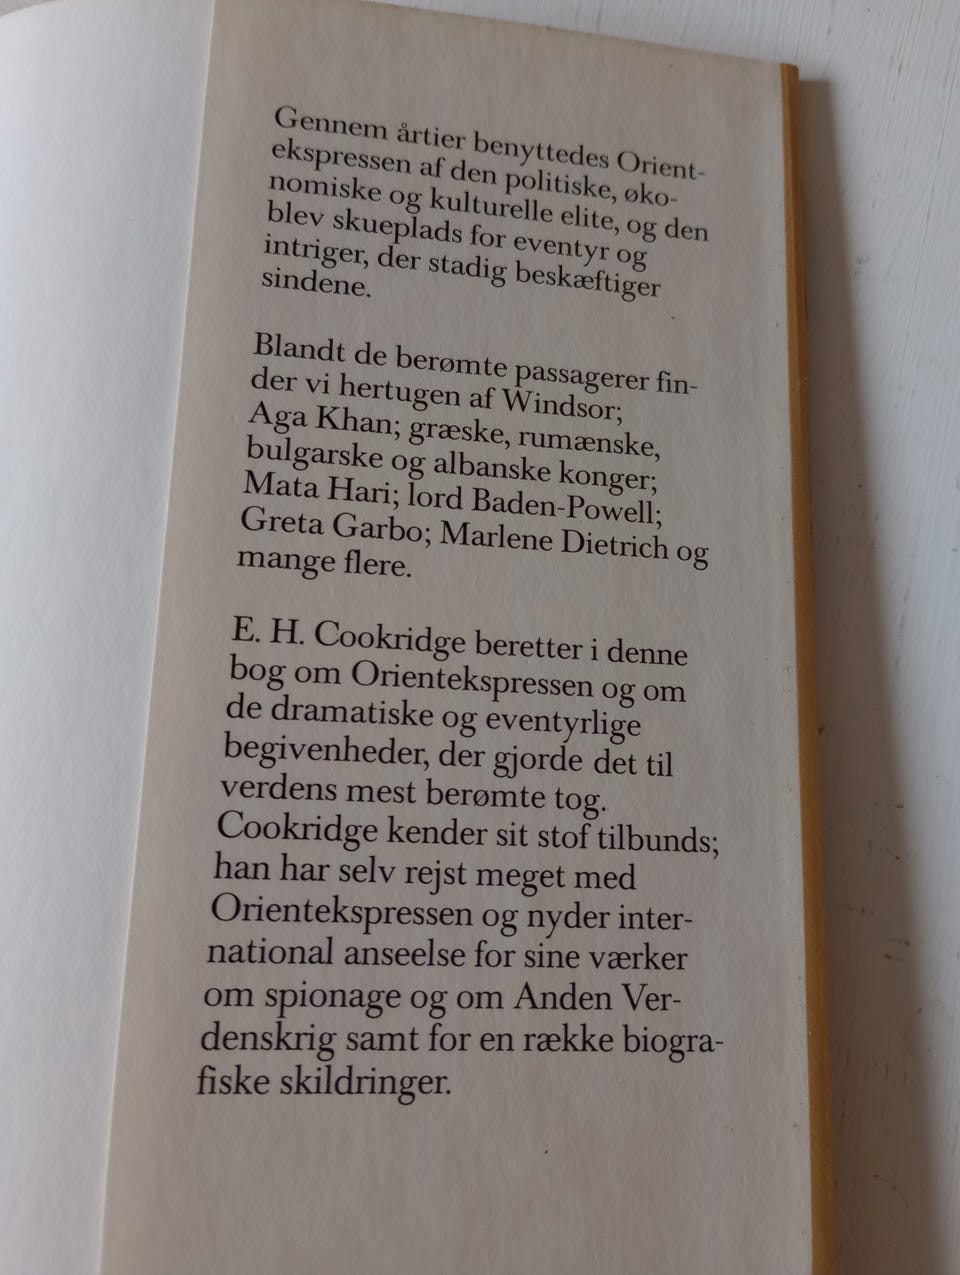 Gennem årtier benyttedes Orient-
ekspressen af den politiske, øko-
nomiske og kulturelle elite, og den
blev skueplads for eventyr og
intriger, der stadig beskæftiger
sindene.
Blandt de berømte passagerer fin-
der vi hertugen af Windsor;
Aga Khan; græske, rumænske,
bulgarske og albanske konger;
Mata Hari; lord Baden-Powell;
Greta Garbo; Marlene Dietrich og
mange flere.
E. H. Cookridge beretter i denne
bog om Orientekspressen og om
de dramatiske og eventyrlige
begivenheder, der gjorde det til
verdens mest berømte tog.
Cookridge kender sit stof tilbunds;
han har selv rejst meget med
Orientekspressen og nyder inter-
national anseelse for sine værker
om spionage og om Anden Ver-
denskrig samt for en række biogra-
fiske skildringer.